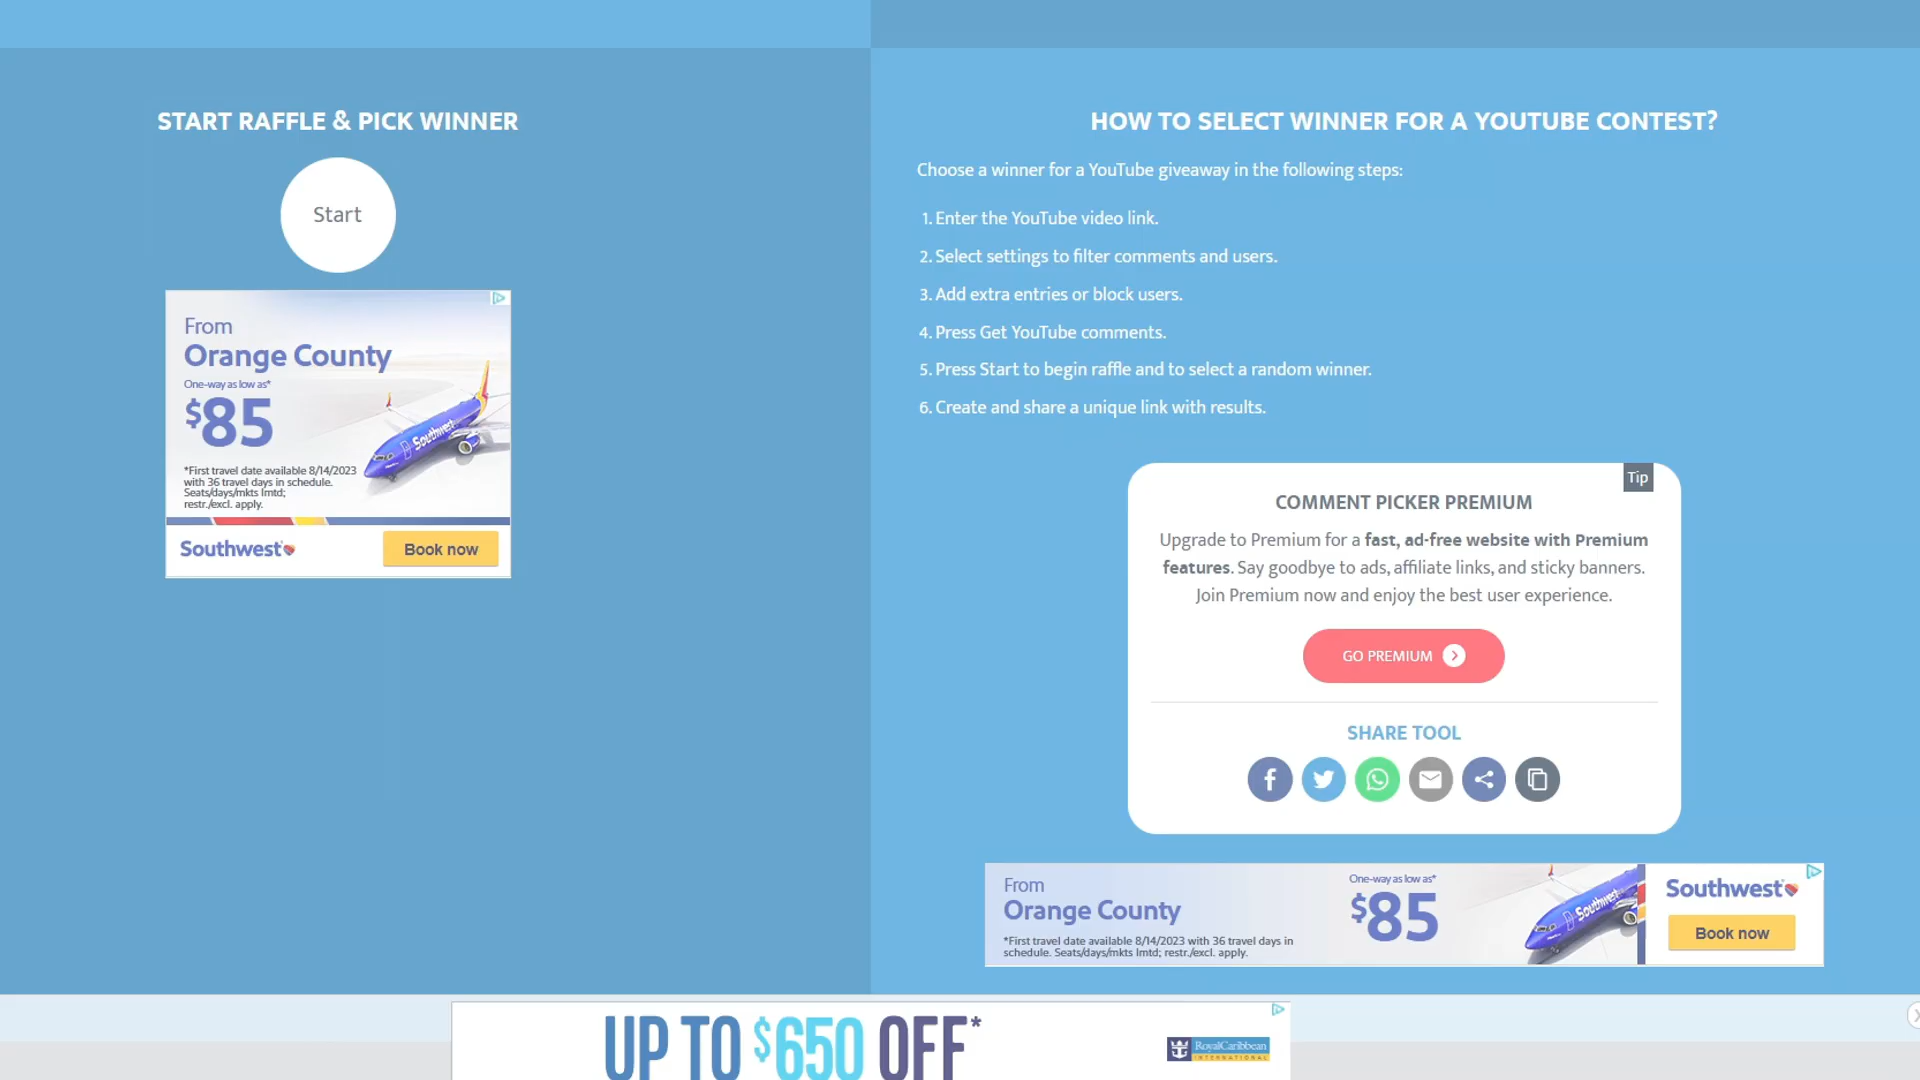 START RAFFLE & PICK WINNER
Start
From
Orange County
One-way as low as*
$85
*First travel date available 8/14/2023
with 36 travel days in schedule.
Seats/days/mkts lmtd;
restr./excl. apply.
Southwest
Southwest
Book now
HOW TO SELECT WINNER FOR A YOUTUBE CONTEST?
Choose a winner for a YouTube giveaway in the following steps:
1. Enter the YouTube video link.
2. Select settings to filter comments and users.
3. Add extra entries or block users.
4. Press Get YouTube comments.
5. Press Start to begin raffle and to select a random winner.
6. Create and share a unique link with results.
Tip
COMMENT PICKER PREMIUM
Upgrade to Premium for a fast, ad-free website with Premium
features. Say goodbye to ads, affiliate links, and sticky banners.
Join Premium now and enjoy the best user experience.
GO PREMIUM
SHARE TOOL
From
Orange County
*First travel date available 8/14/2023 with 36 travel days in
schedule. Seats/days/mkts lmtd; restr./excl. apply.
One-way as low as*
$85
Southwest
Southwest
Book now
UP TO $650 OFF*
RoyalCaribbean
INTERNATIONAL